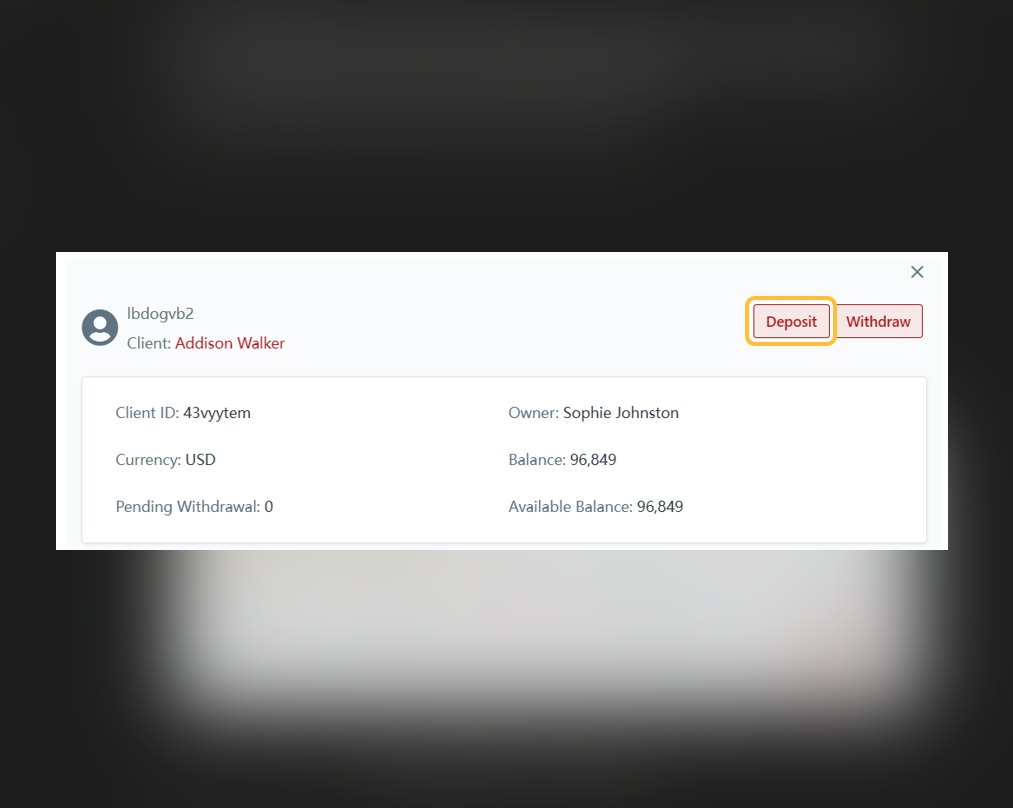 lbdogvb2
Client: Addison Walker
Deposit
Withdraw
Client ID: 43vyytem
Owner: Sophie Johnston
Currency: USD
Balance: 96,849
Pending Withdrawal: 0
Available Balance: 96,849